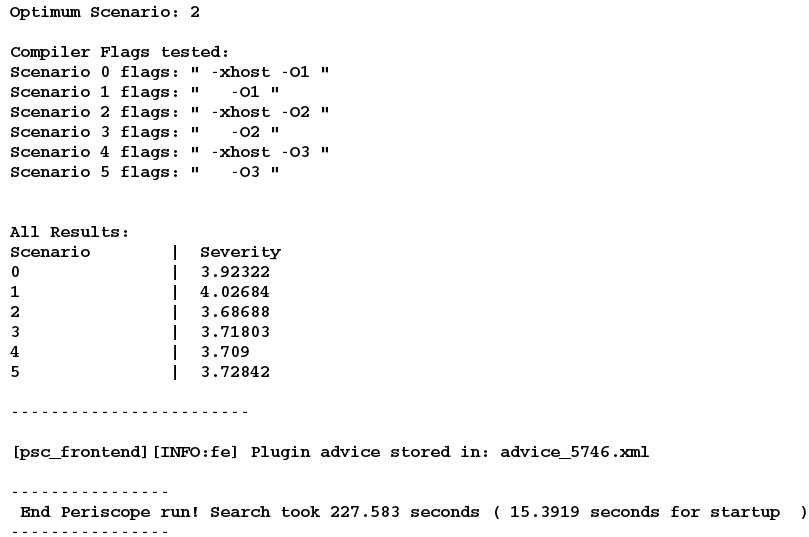 Optimum Scenario: 2
Compiler Flags tested:
Scenario 0 flags: " -xhost -O1 "
Scenario 1 flags: "   -O1 "
Scenario 2 flags: " -xhost -O2 "
Scenario 3 flags: "   -O2 "
Scenario 4 flags: " -xhost -O3 "
Scenario 5 flags: "   -O3 "
All Results:
Scenario        |  Severity
0               |  3.92322
1               |  4.02684
2               |  3.68688
3               |  3.71803
4               |  3.709
5               |  3.72842
------------------------
[psc_frontend][INFO:fe] Plugin advice stored in: advice_5746.xml
----------------
 End Periscope run! Search took 227.583 seconds ( 15.3919 seconds for startup  )
----------------